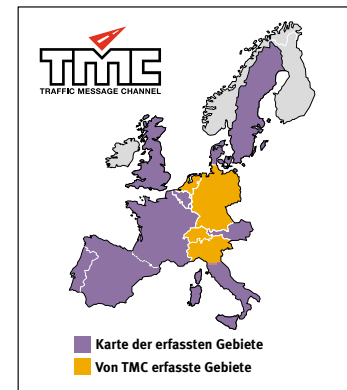 TMC
TRAFFIC MESSAGE CHANNEL
Karte der erfassten Gebiete
Von TMC erfasste Gebiete